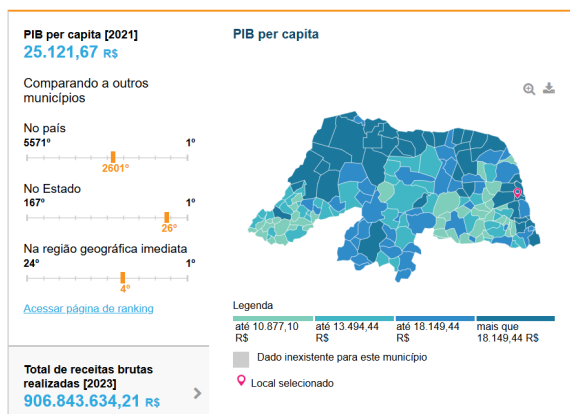 PIB per capita [2021]
25.121,67 R$
Comparando a outros
municípios
No país
5571º 1º
2601º
No Estado
167º 1º
26º
Na região geográfica imediata
24º 1º
4º
Acessar página de ranking
Total de receitas brutas
realizadas [2023]
906.843.634,21 R$
PIB per capita
Legenda
até 10.877,10 R$
até 13.494,44 R$
até 18.149,44 R$
mais que 18.149,44 R$
Dado inexistente para este município
Local selecionado